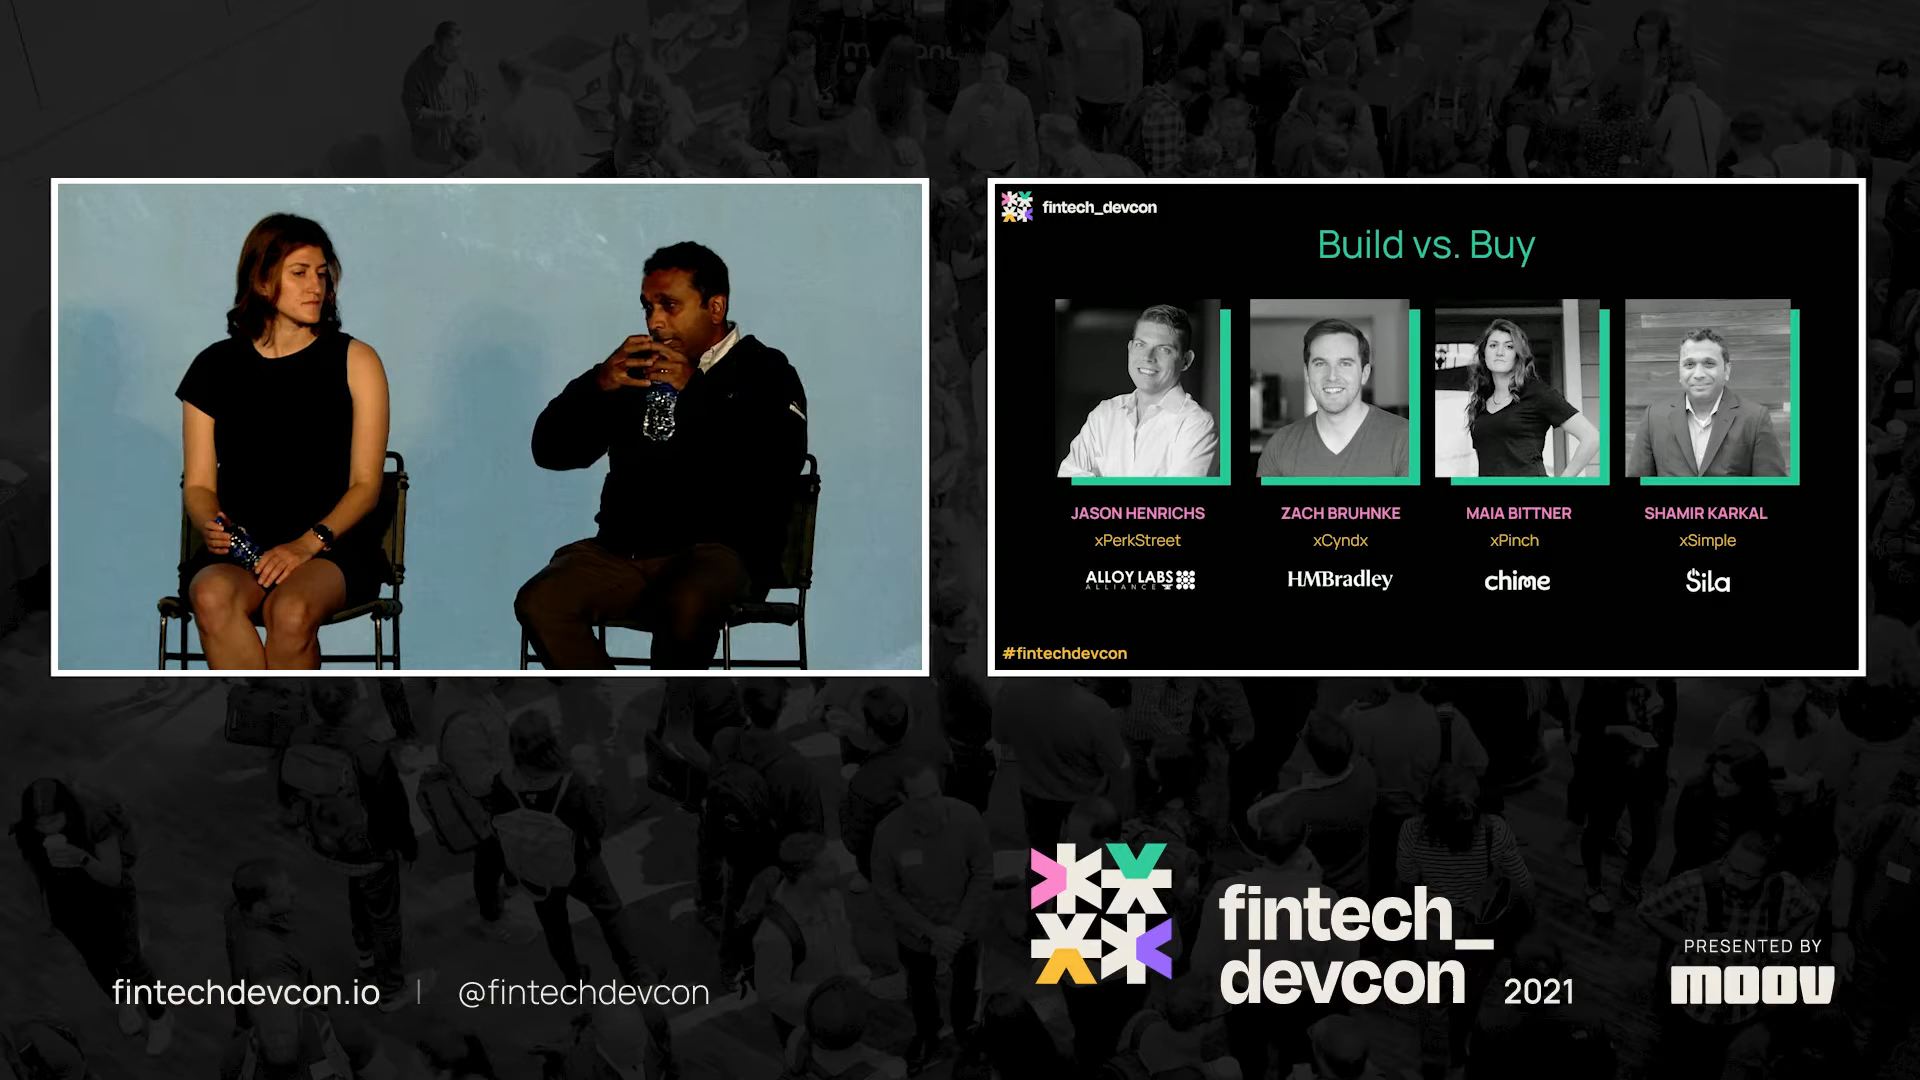 fintech_devcon
Build vs. Buy
JASON HENRICHS
xPerkStreet
ALLOY LABS
ALLIANCE
ZACH BRUHNKE
xCyndx
HMBradley
MAIA BITTNER
xPinch
chime
SHAMIR KARKAL
xSimple
Sila
#fintechdevcon
fintechdevcon.io | @fintechdevcon
fintech_
devcon 2021
PRESENTED BY
moov